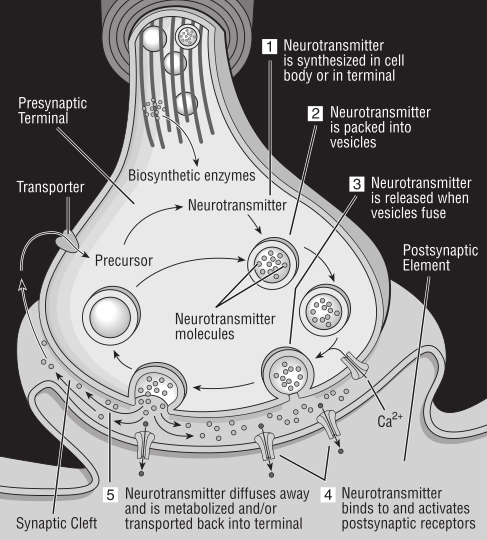 1 Neurotransmitter
is synthesized in cell
body or in terminal
Presynaptic
Terminal
2 Neurotransmitter
is packed into
vesicles
Biosynthetic enzymes
Transporter
3 Neurotransmitter
is released when
vesicles fuse
Neurotransmitter
Precursor
Postsynaptic
Element
Neurotransmitter
molecules
Ca2+
5 Neurotransmitter diffuses away
and is metabolized and/or
transported back into terminal
4 Neurotransmitter
binds to and activates
postsynaptic receptors
Synaptic Cleft